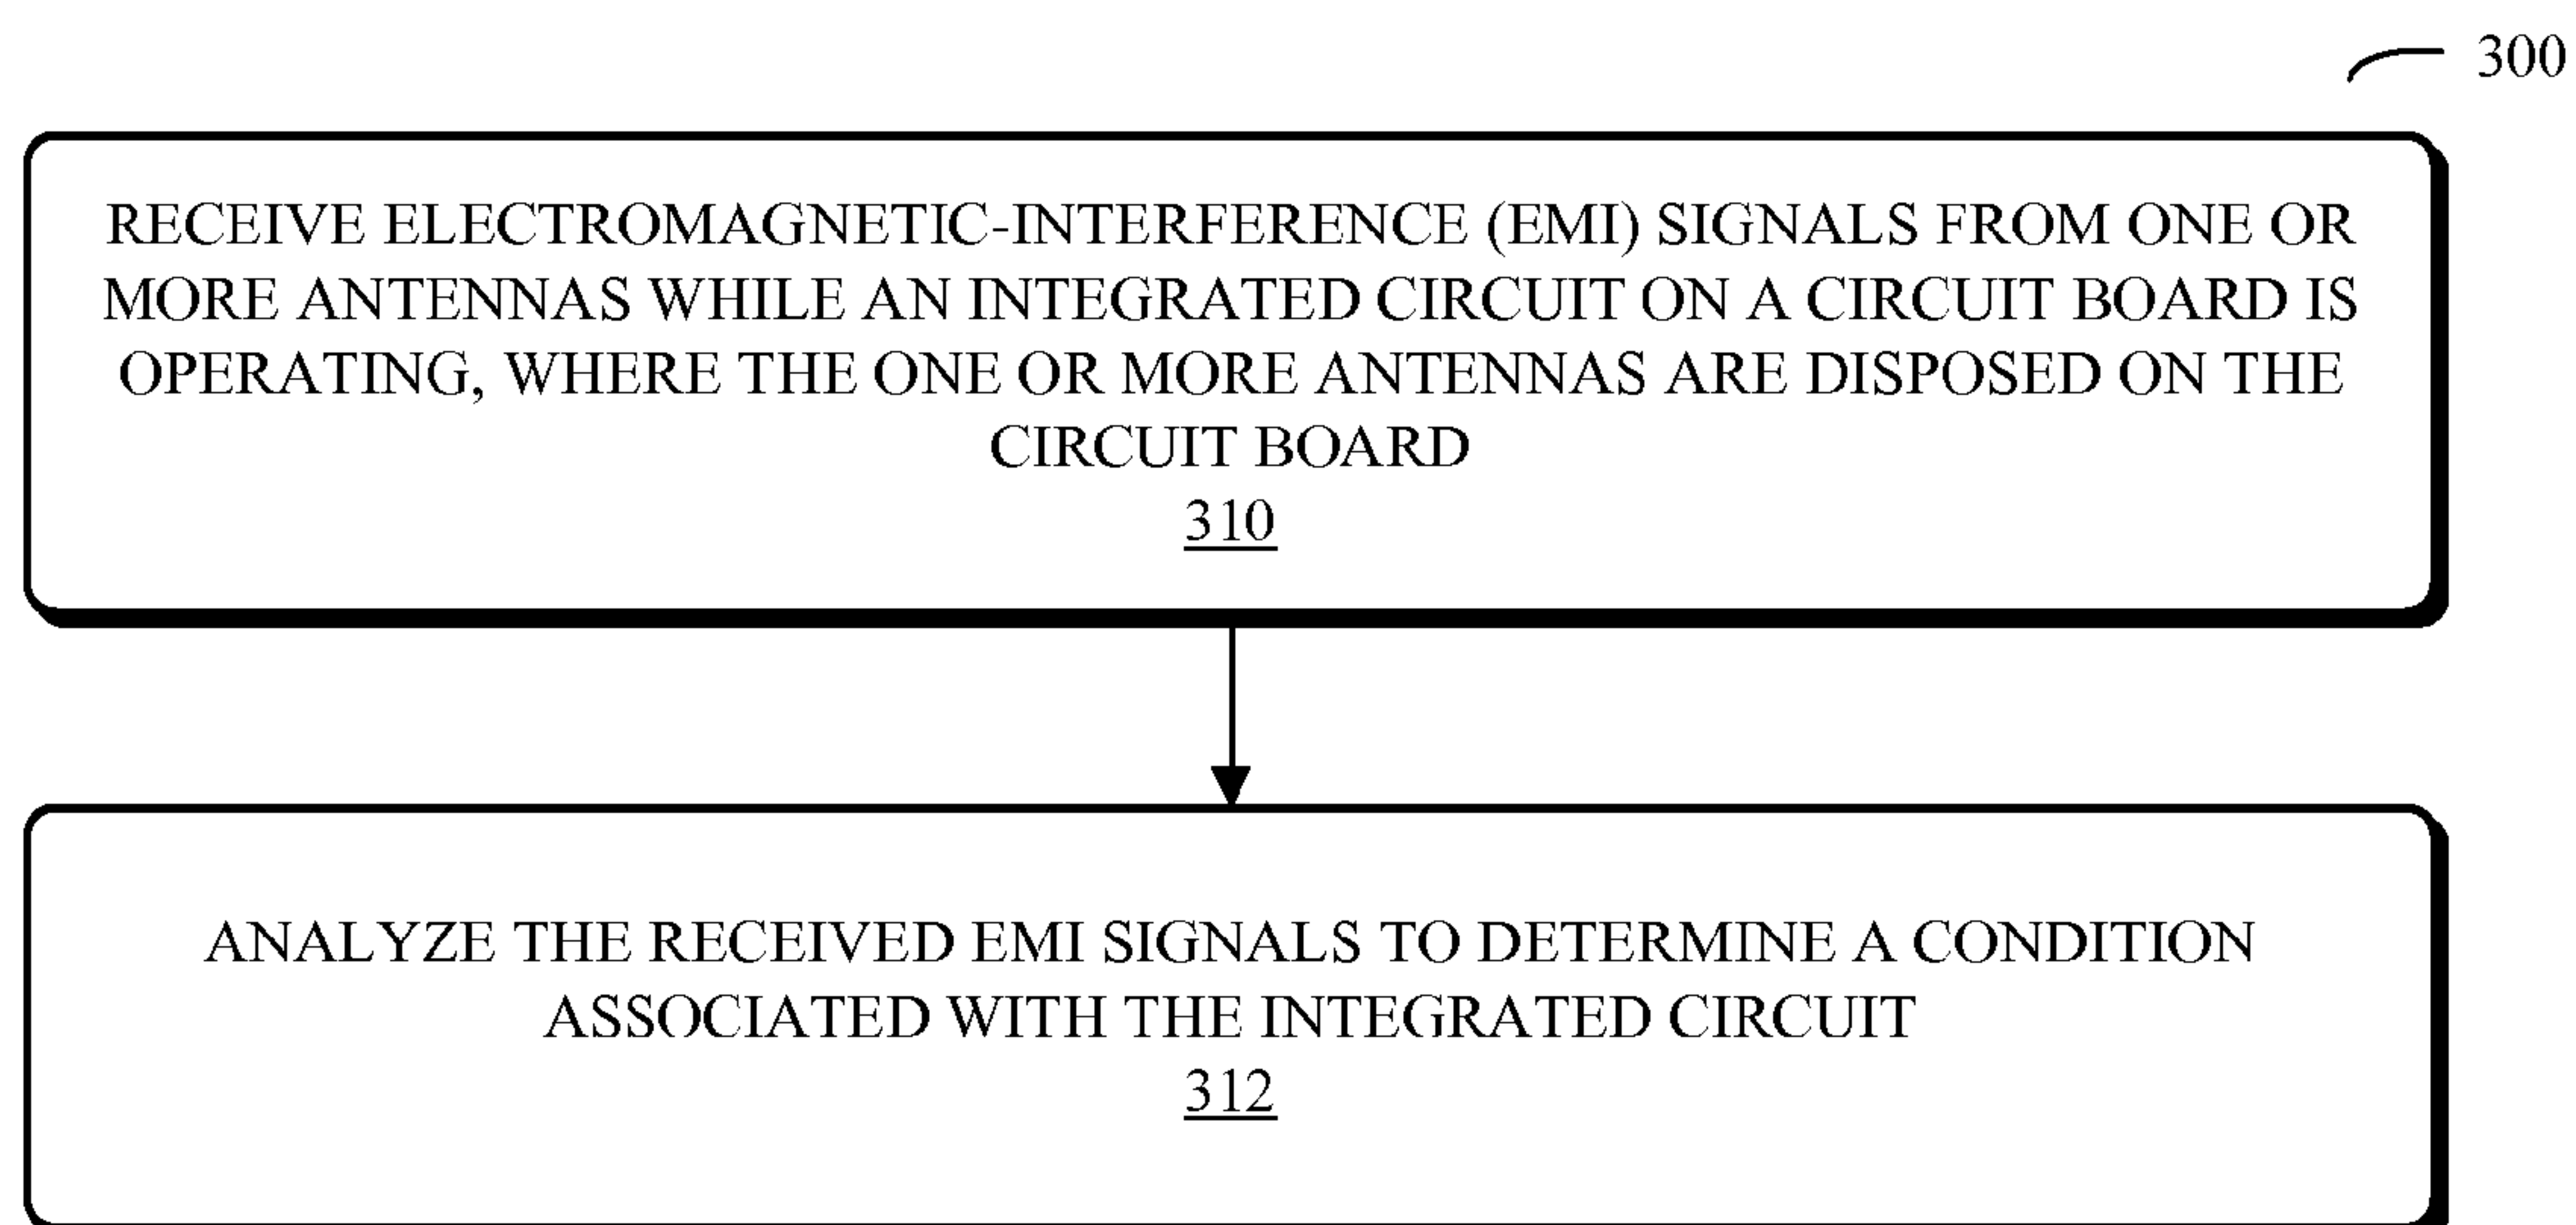 300
RECEIVE ELECTROMAGNETIC-INTERFERENCE (EMI) SIGNALS FROM ONE OR
MORE ANTENNAS WHILE AN INTEGRATED CIRCUIT ON A CIRCUIT BOARD IS
OPERATING, WHERE THE ONE OR MORE ANTENNAS ARE DISPOSED ON THE
CIRCUIT BOARD
310
ANALYZE THE RECEIVED EMI SIGNALS TO DETERMINE A CONDITION
ASSOCIATED WITH THE INTEGRATED CIRCUIT
312